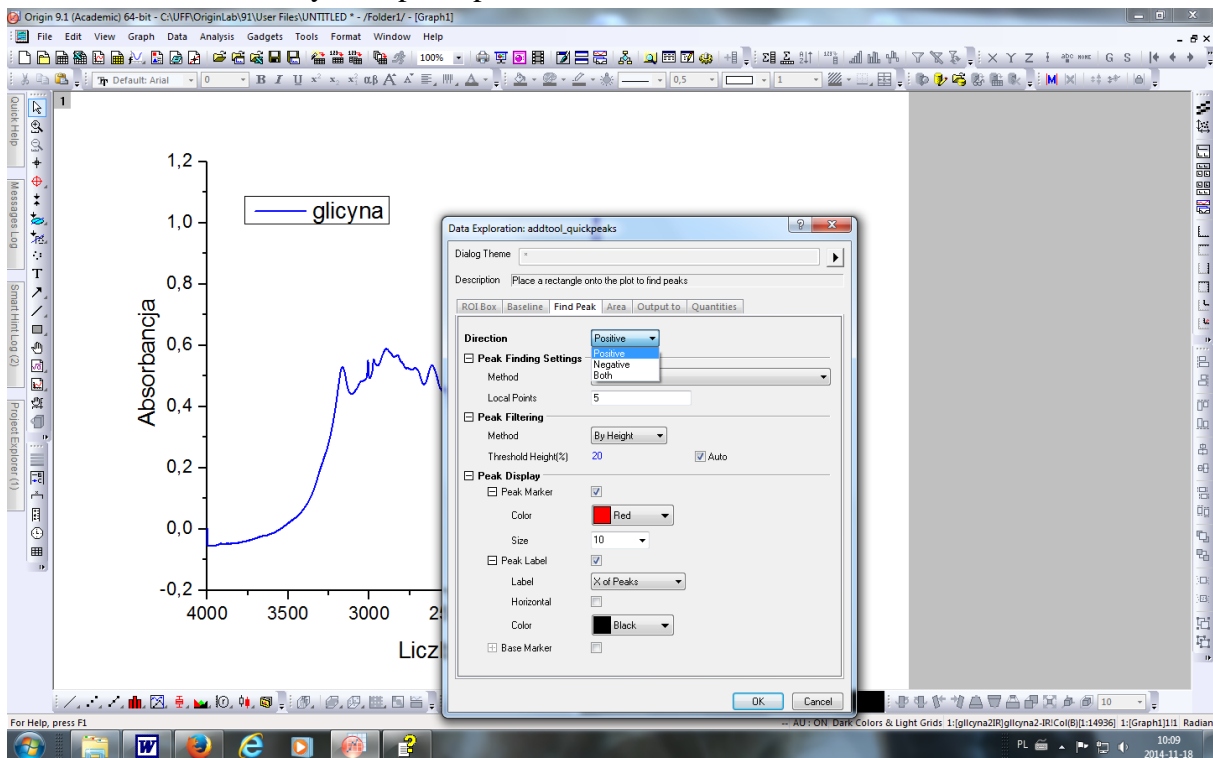 Origin 9.1 (Academic) 64-bit - C:\UFF\OriginLab\91\User Files\UNTITLED * - /Folder1/ - [Graph1]
File Edit View Graph Data Analysis Gadgets Tools Format Window Help
100%
Default: Arial 0 B I U αβ 0,5 1
X Y Z G S
Quick Help
Messages Log
Smart Hint Log (2)
Project Explorer (1)
1
1,2
1,0
0,8
0,6
0,4
0,2
0,0
-0,2
Absorbancja
glicyna
4000 3500 3000
Data Exploration: addtool_quickpeaks
Dialog Theme *
Description Place a rectangle onto the plot to find peaks
ROI Box Baseline Find Peak Area Output to Quantities
Direction Positive
Positive
Negative
Both
Peak Finding Settings
Method
Local Points 5
Peak Filtering
Method By Height
Threshold Height(%) 20 Auto
Peak Display
Peak Marker
Color Red
Size 10
Peak Label
Label X of Peaks
Horizontal
Color Black
Base Marker
OK Cancel
10
For Help, press F1
-- AU : ON Dark Colors & Light Grids 1:[glicyna2IR]glicyna2-IR!Col(B)[1:14936] 1:[Graph1]1!1 Radian
PL
10:09
2014-11-18